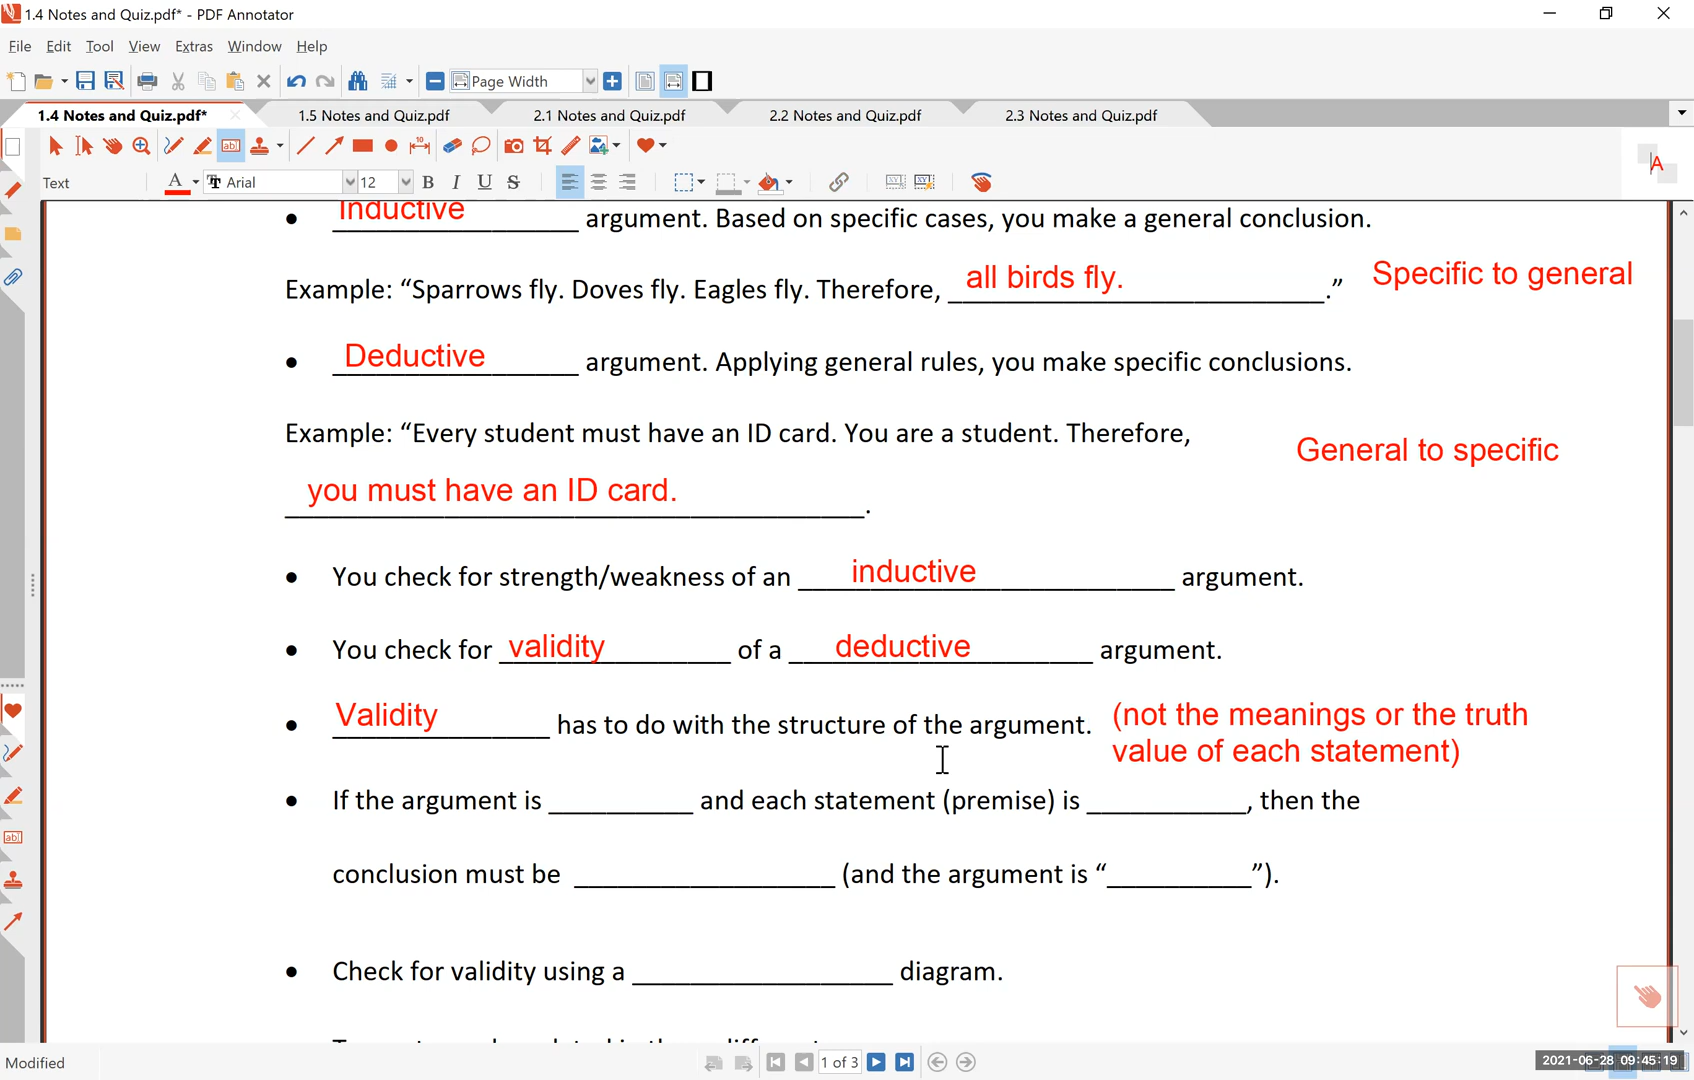 1.4 Notes and Quiz.pdf* - PDF Annotator
File Edit Tool View Extras Window Help
Page Width
1.4 Notes and Quiz.pdf* 1.5 Notes and Quiz.pdf 2.1 Notes and Quiz.pdf 2.2 Notes and Quiz.pdf 2.3 Notes and Quiz.pdf
Text A Arial 12 B I U S
• Inductive argument. Based on specific cases, you make a general conclusion.
Example: “Sparrows fly. Doves fly. Eagles fly. Therefore, all birds fly. .” Specific to general
• Deductive argument. Applying general rules, you make specific conclusions.
Example: “Every student must have an ID card. You are a student. Therefore,
General to specific
you must have an ID card. .
• You check for strength/weakness of an inductive argument.
• You check for validity of a deductive argument.
• Validity has to do with the structure of the argument. (not the meanings or the truth
value of each statement)
• If the argument is __________ and each statement (premise) is ___________, then the
conclusion must be __________________ (and the argument is “__________”).
• Check for validity using a __________________ diagram.
Modified 1 of 3 2021-06-28 09:45:19